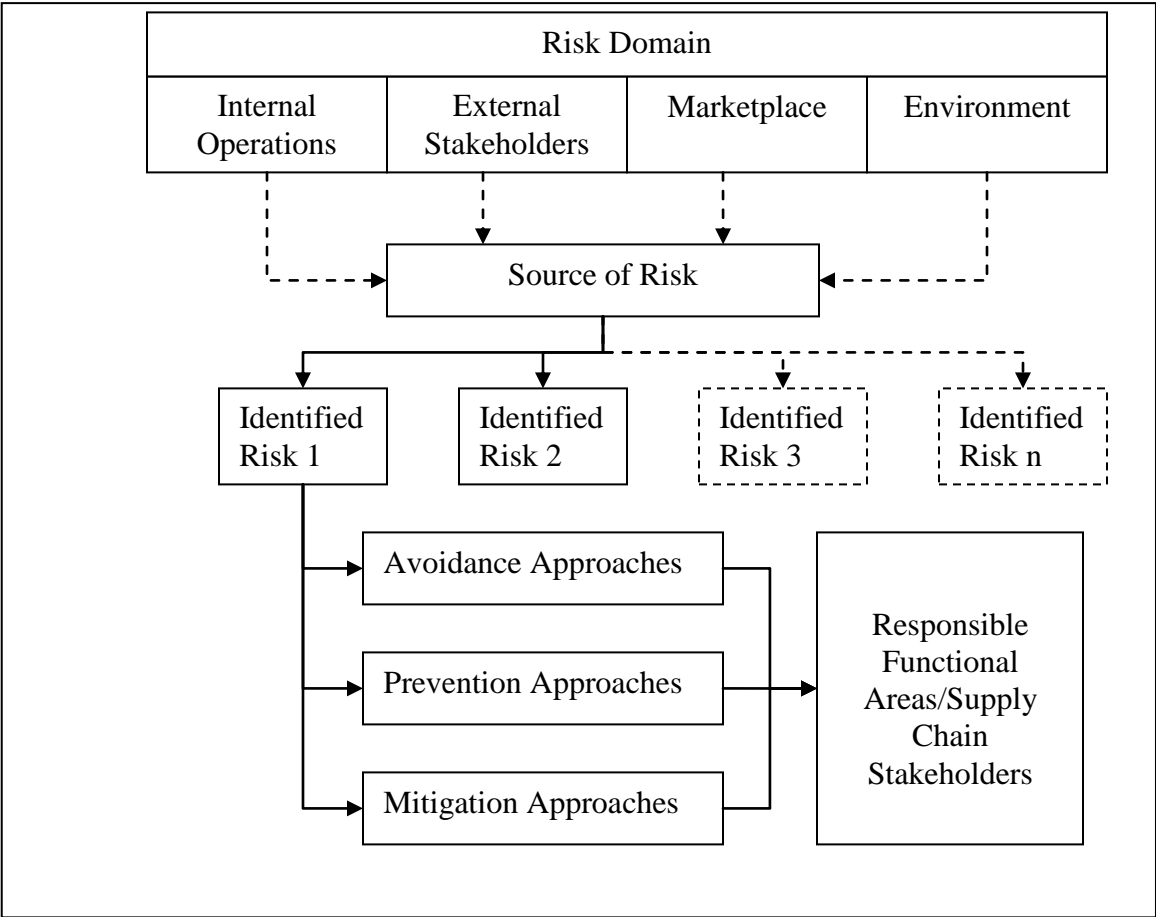 Risk Domain
Internal
Operations
External
Stakeholders
Marketplace
Environment
Source of Risk
Identified
Risk 1
Identified
Risk 2
Identified
Risk 3
Identified
Risk n
Avoidance Approaches
Prevention Approaches
Mitigation Approaches
Responsible
Functional
Areas/Supply
Chain
Stakeholders